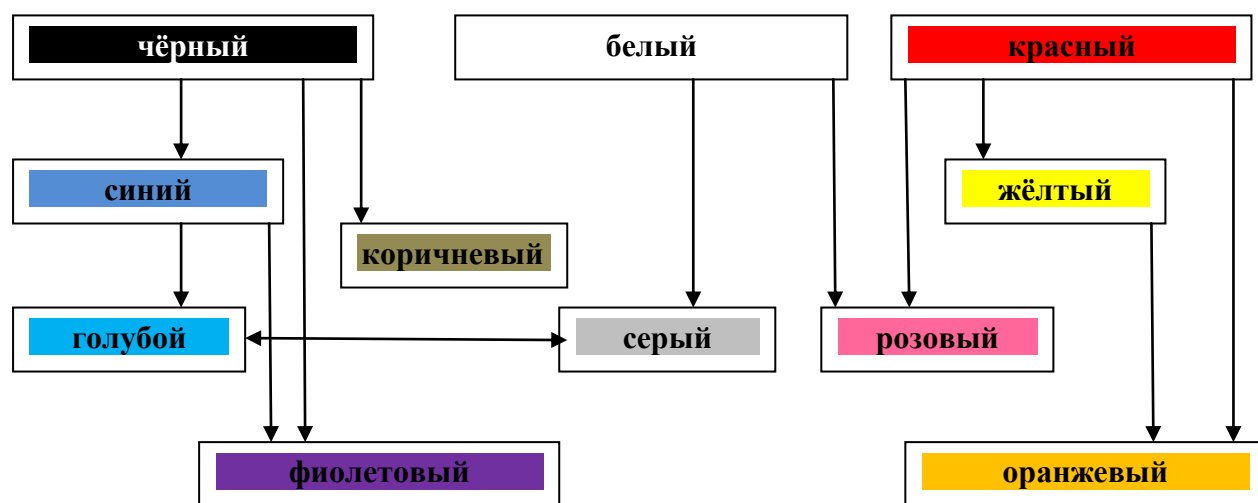 чёрный
белый
красный
синий
жёлтый
коричневый
голубой
серый
розовый
фиолетовый
оранжевый